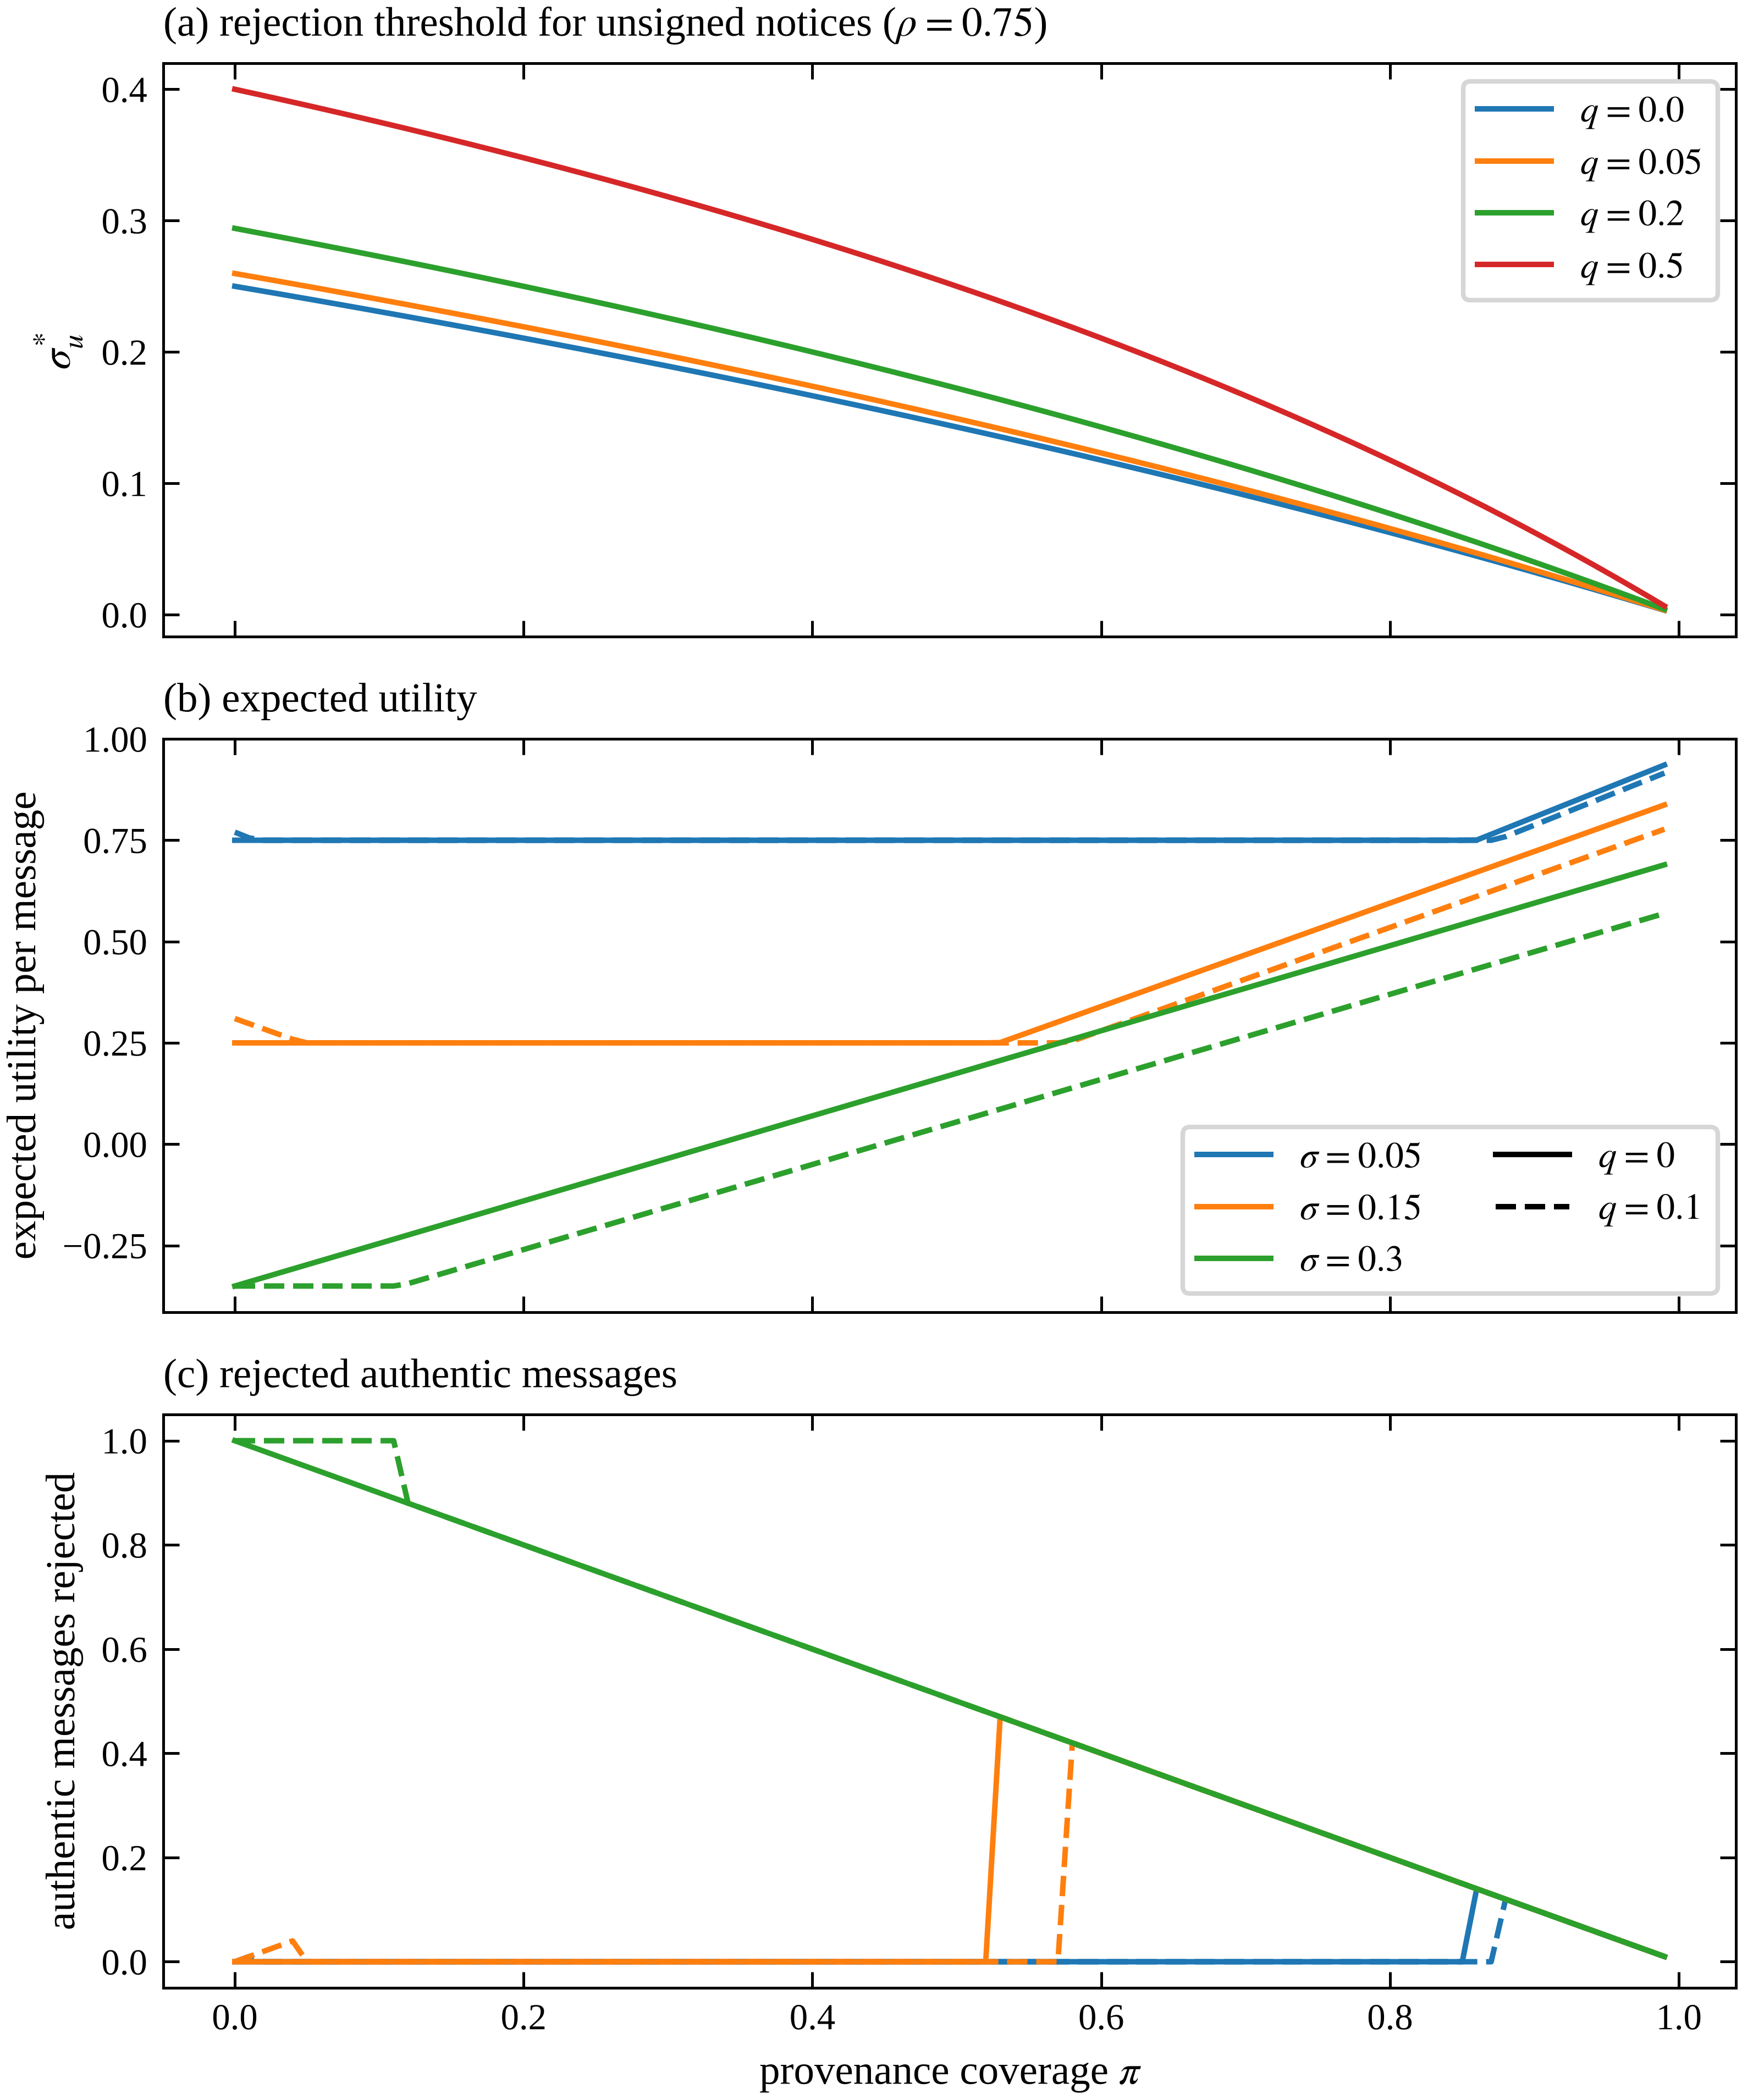 (a) rejection threshold for unsigned notices (ρ = 0.75)
0.4
0.3
0.2
0.1
0.0
σ*u
q = 0.0
q = 0.05
q = 0.2
q = 0.5
(b) expected utility
1.00
0.75
0.50
0.25
0.00
−0.25
expected utility per message
σ = 0.05
σ = 0.15
σ = 0.3
q = 0
q = 0.1
(c) rejected authentic messages
1.0
0.8
0.6
0.4
0.2
0.0
authentic messages rejected
0.0 0.2 0.4 0.6 0.8 1.0
provenance coverage π